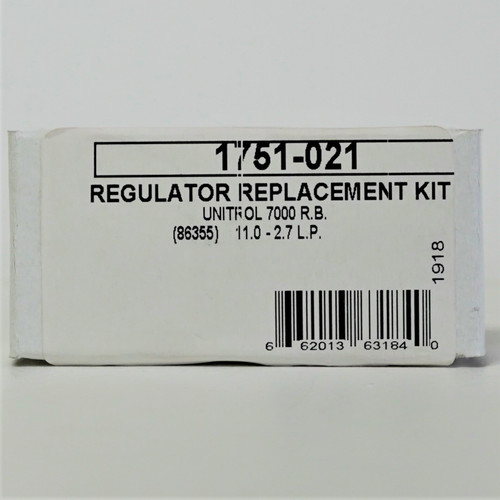 1751-021
REGULATOR REPLACEMENT KIT
UNITROL 7000 R.B.
(86355) 11.0 - 2.7 L.P.
1918
6 62013 63184 0